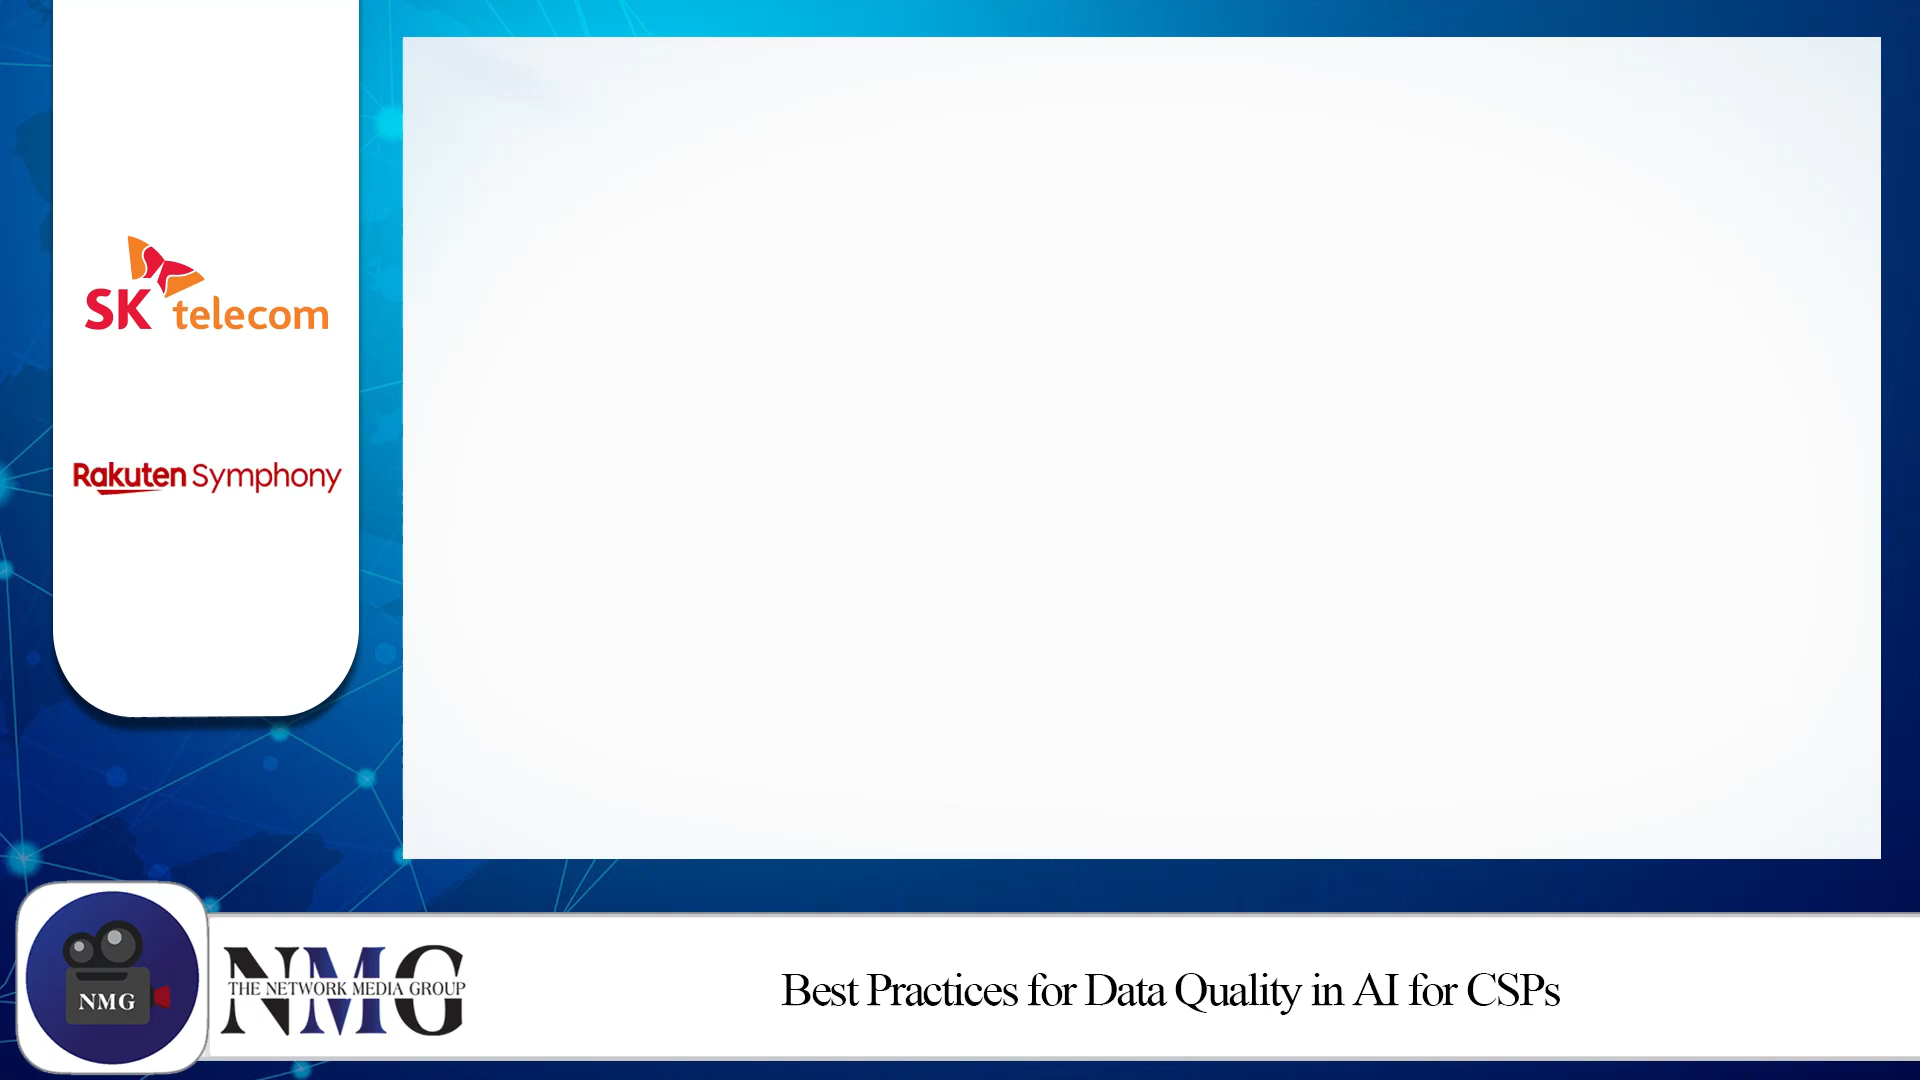 SK telecom
Rakuten Symphony
NMG
NMG
THE NETWORK MEDIA GROUP
Best Practices for Data Quality in AI for CSPs